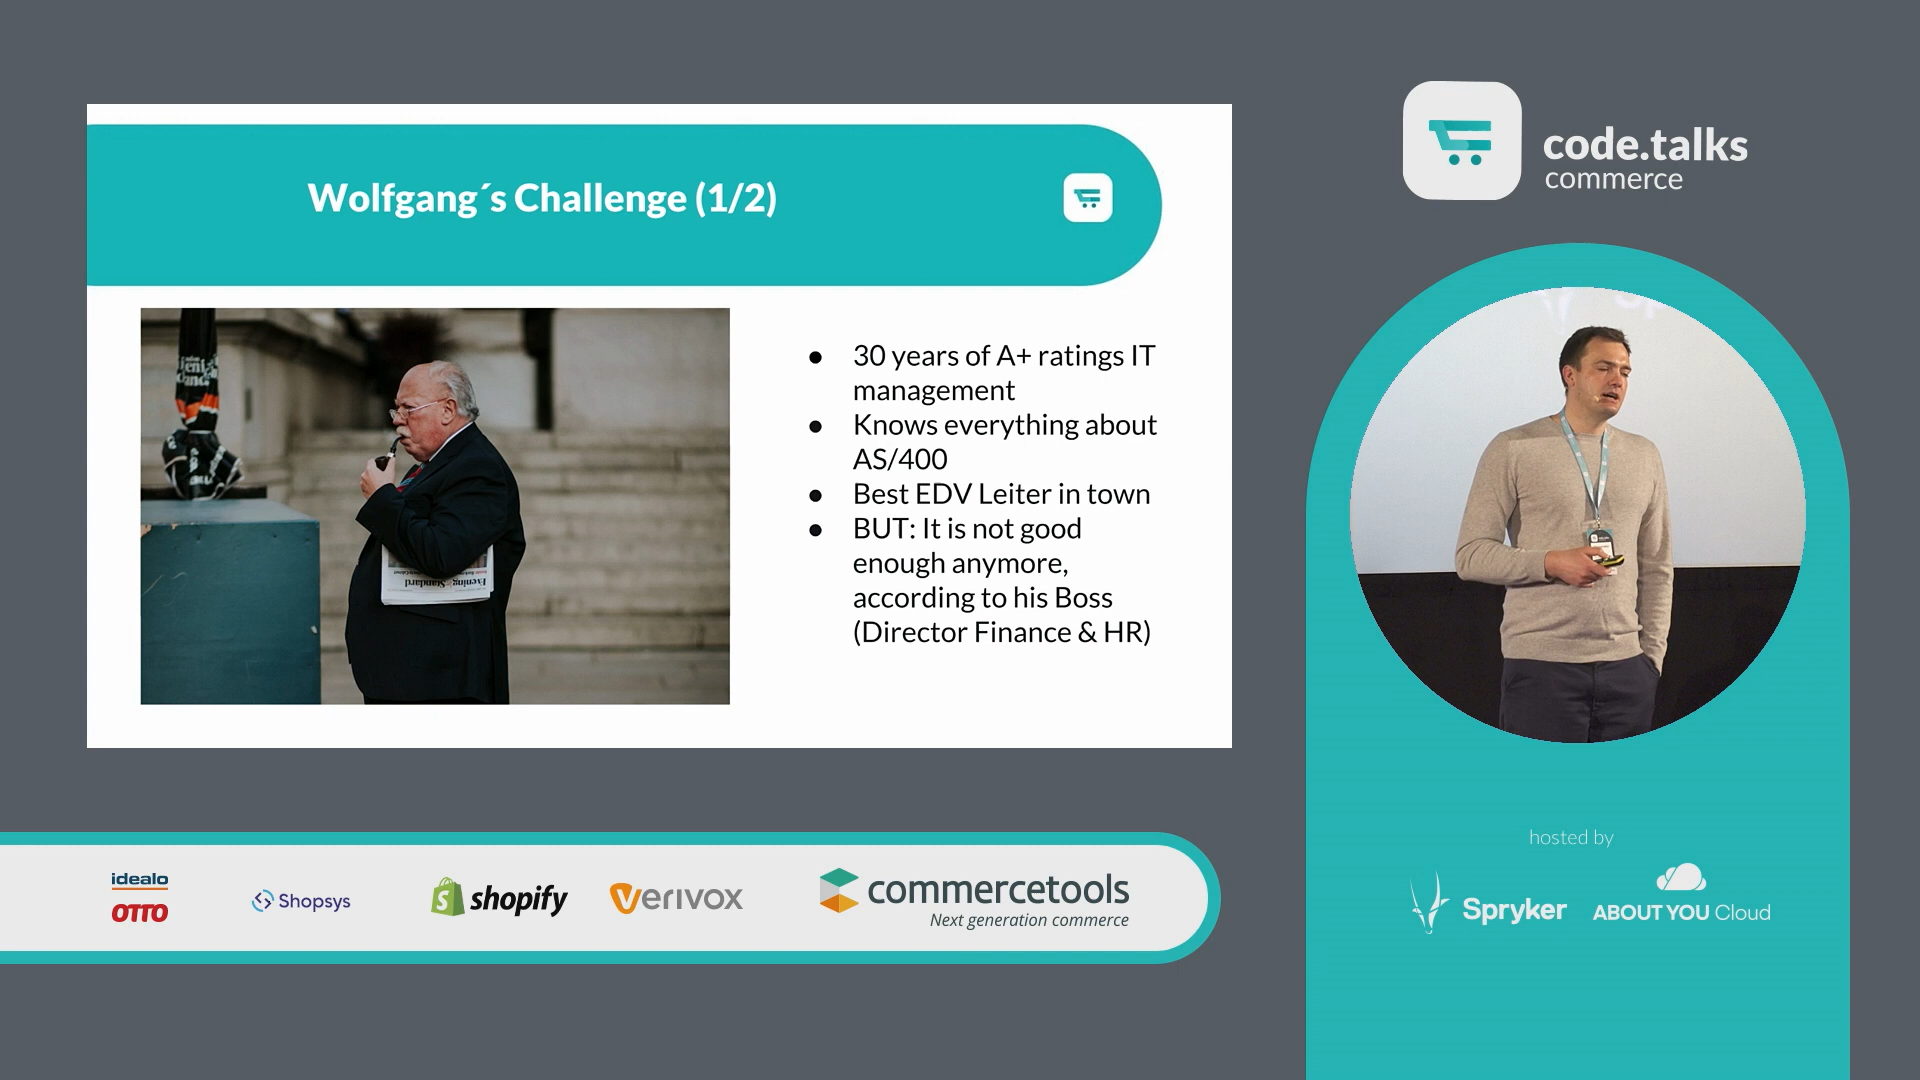 Wolfgang´s Challenge (1/2)
● 30 years of A+ ratings IT
management
● Knows everything about
AS/400
● Best EDV Leiter in town
● BUT: It is not good
enough anymore,
according to his Boss
(Director Finance & HR)
Evening Standard
code.talks
commerce
hosted by
Spryker
ABOUT YOU Cloud
idealo
OTTO
Shopsys
shopify
VERIVOX
commercetools
Next generation commerce